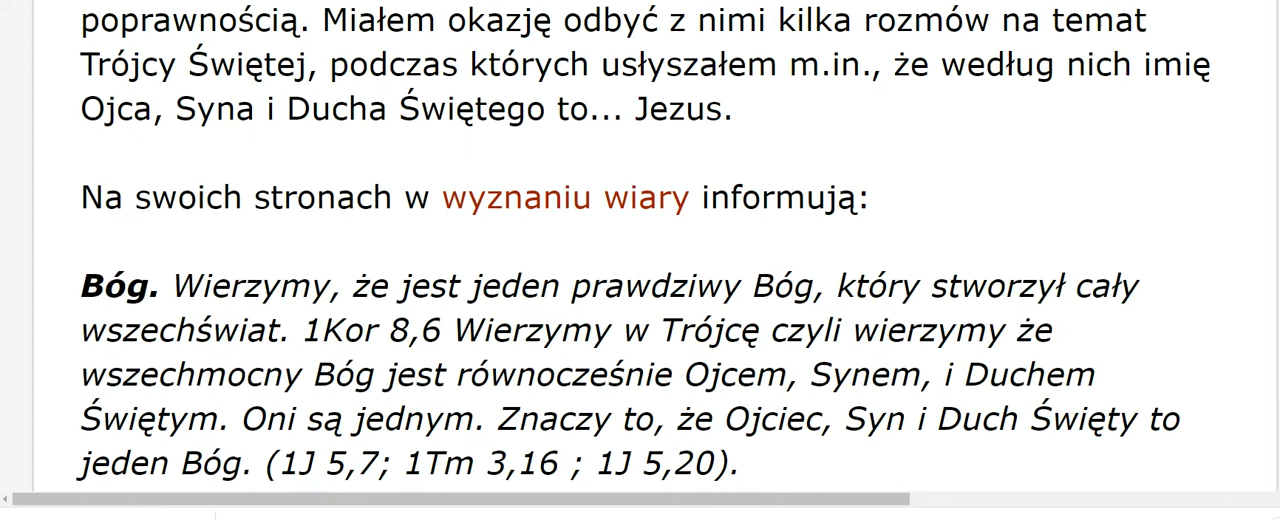 poprawnością. Miałem okazję odbyć z nimi kilka rozmów na temat
Trójcy Świętej, podczas których usłyszałem m.in., że według nich imię
Ojca, Syna i Ducha Świętego to... Jezus.
Na swoich stronach w wyznaniu wiary informują:
Bóg. Wierzymy, że jest jeden prawdziwy Bóg, który stworzył cały
wszechświat. 1Kor 8,6 Wierzymy w Trójcę czyli wierzymy że
wszechmocny Bóg jest równocześnie Ojcem, Synem, i Duchem
Świętym. Oni są jednym. Znaczy to, że Ojciec, Syn i Duch Święty to
jeden Bóg. (1J 5,7; 1Tm 3,16 ; 1J 5,20).